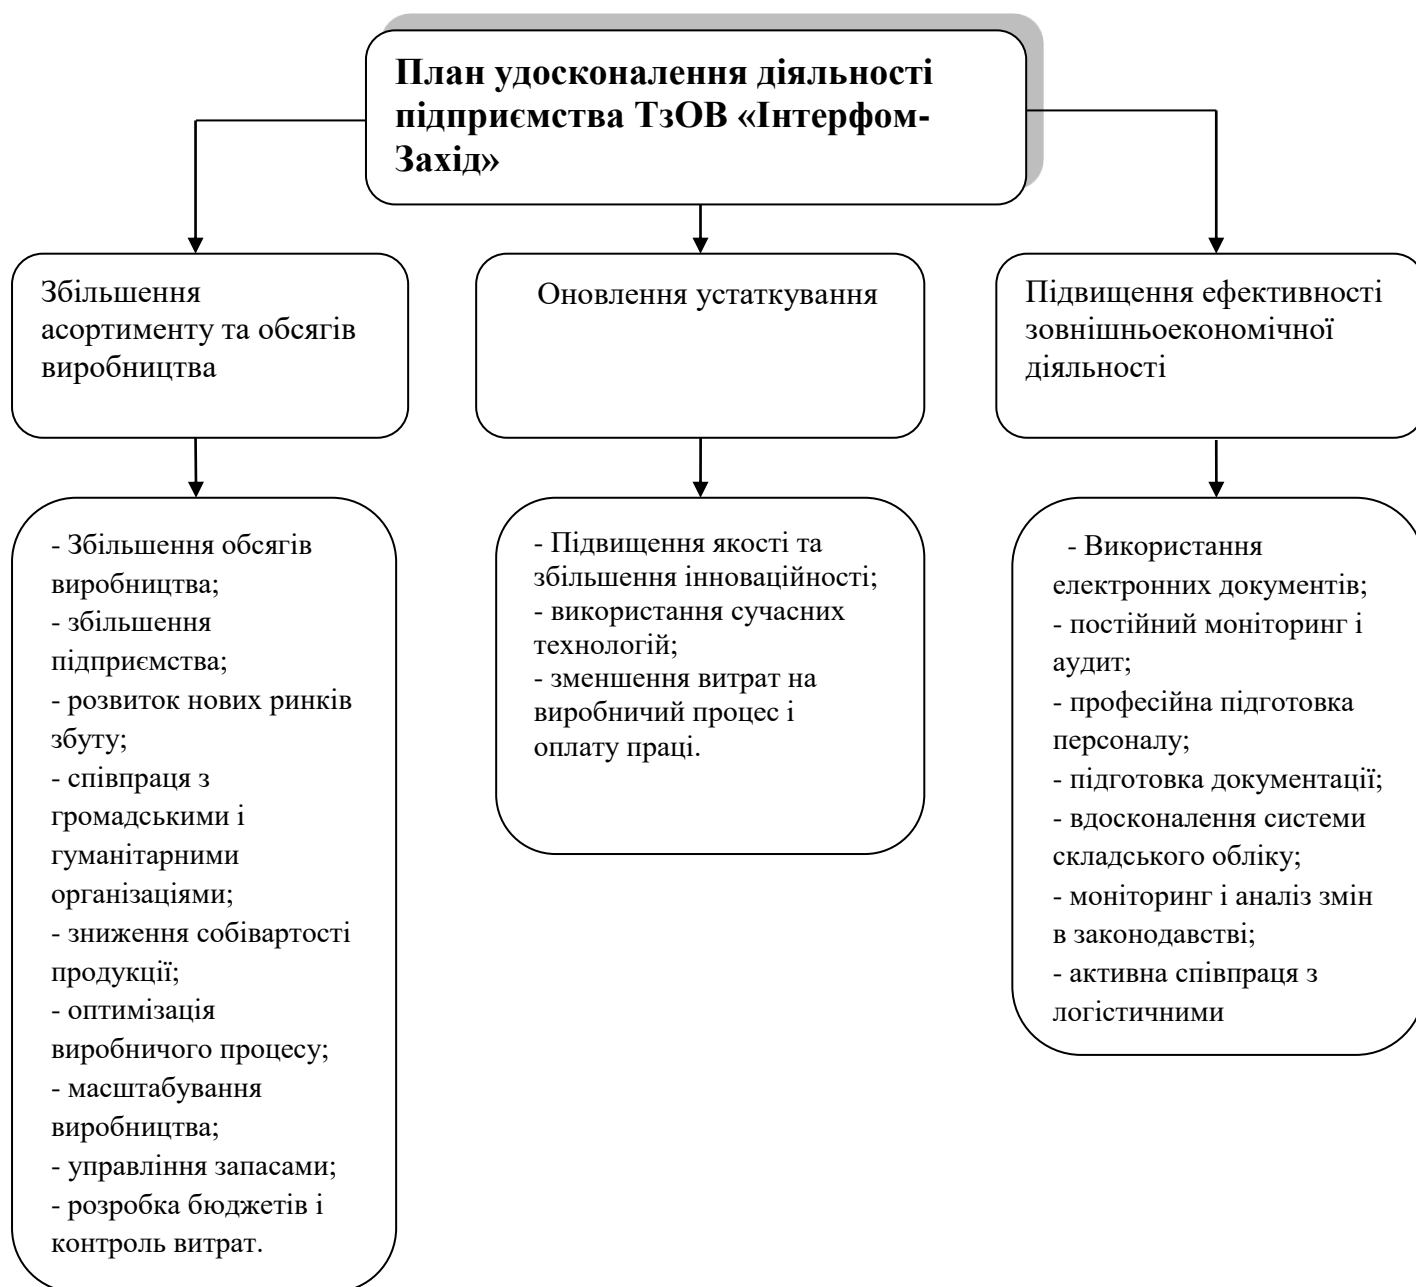 План удосконалення діяльності
підприємства ТзОВ «Інтерфом-
Захід»
Збільшення
асортименту та обсягів
виробництва
Оновлення устаткування
Підвищення ефективності
зовнішньоекономічної
діяльності
- Збільшення обсягів
виробництва;
- збільшення
підприємства;
- розвиток нових ринків
збуту;
- співпраця з
громадськими і
гуманітарними
організаціями;
- зниження собівартості
продукції;
- оптимізація
виробничого процесу;
- масштабування
виробництва;
- управління запасами;
- розробка бюджетів і
контроль витрат.
- Підвищення якості та
збільшення інноваційності;
- використання сучасних
технологій;
- зменшення витрат на
виробничий процес і
оплату праці.
- Використання
електронних документів;
- постійний моніторинг і
аудит;
- професійна підготовка
персоналу;
- підготовка документації;
- вдосконалення системи
складського обліку;
- моніторинг і аналіз змін
в законодавстві;
- активна співпраця з
логістичними